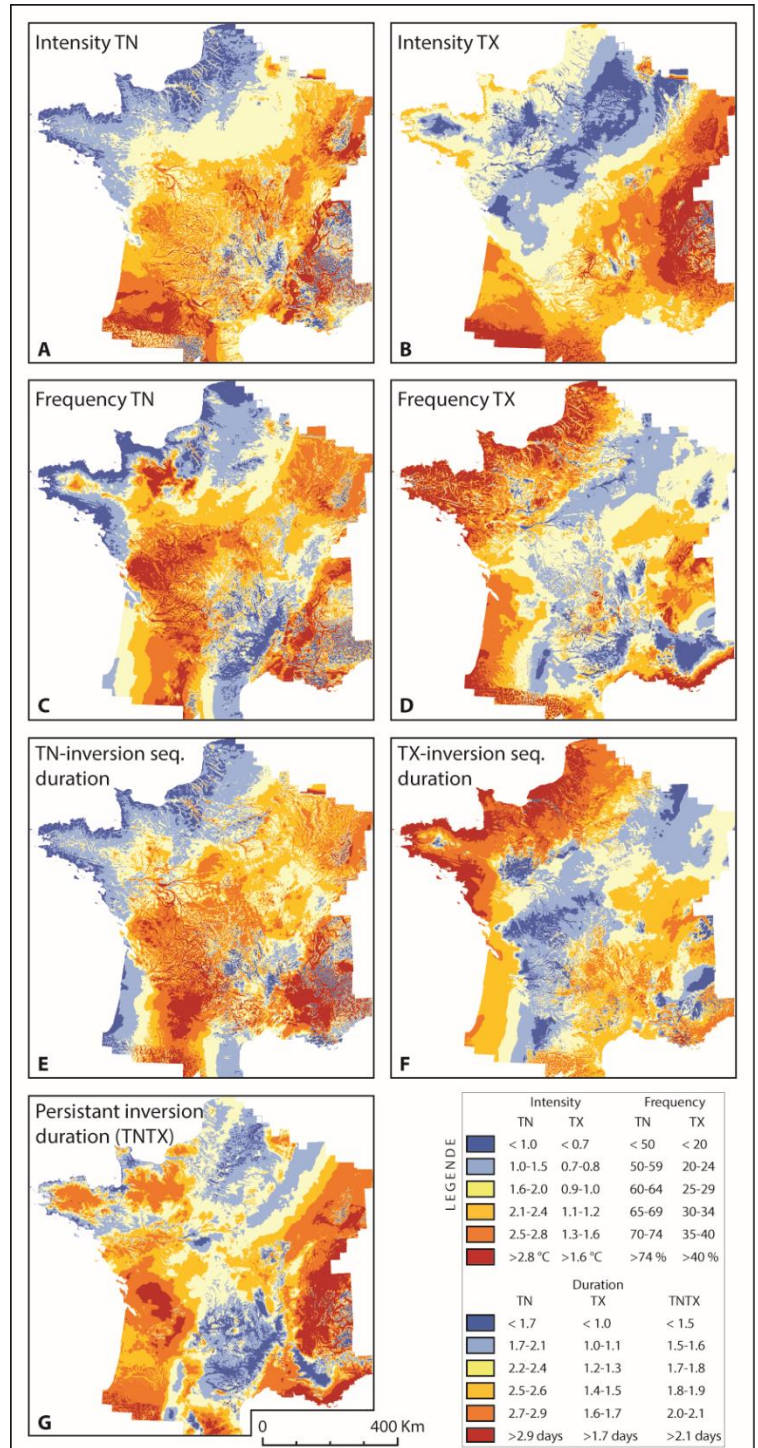 Intensity TN
A
Intensity TX
B
Frequency TN
C
Frequency TX
D
TN-inversion seq.
duration
E
TX-inversion seq.
duration
F
Persistant inversion
duration (TNTX)
G
0 400 Km
LEGENDE
Intensity Frequency
TN TX TN TX
< 1.0 < 0.7 < 50 < 20
1.0-1.5 0.7-0.8 50-59 20-24
1.6-2.0 0.9-1.0 60-64 25-29
2.1-2.4 1.1-1.2 65-69 30-34
2.5-2.8 1.3-1.6 70-74 35-40
>2.8 °C >1.6 °C >74 % >40 %
Duration
TN TX TNTX
< 1.7 < 1.0 < 1.5
1.7-2.1 1.0-1.1 1.5-1.6
2.2-2.4 1.2-1.3 1.7-1.8
2.5-2.6 1.4-1.5 1.8-1.9
2.7-2.9 1.6-1.7 2.0-2.1
>2.9 days >1.7 days >2.1 days